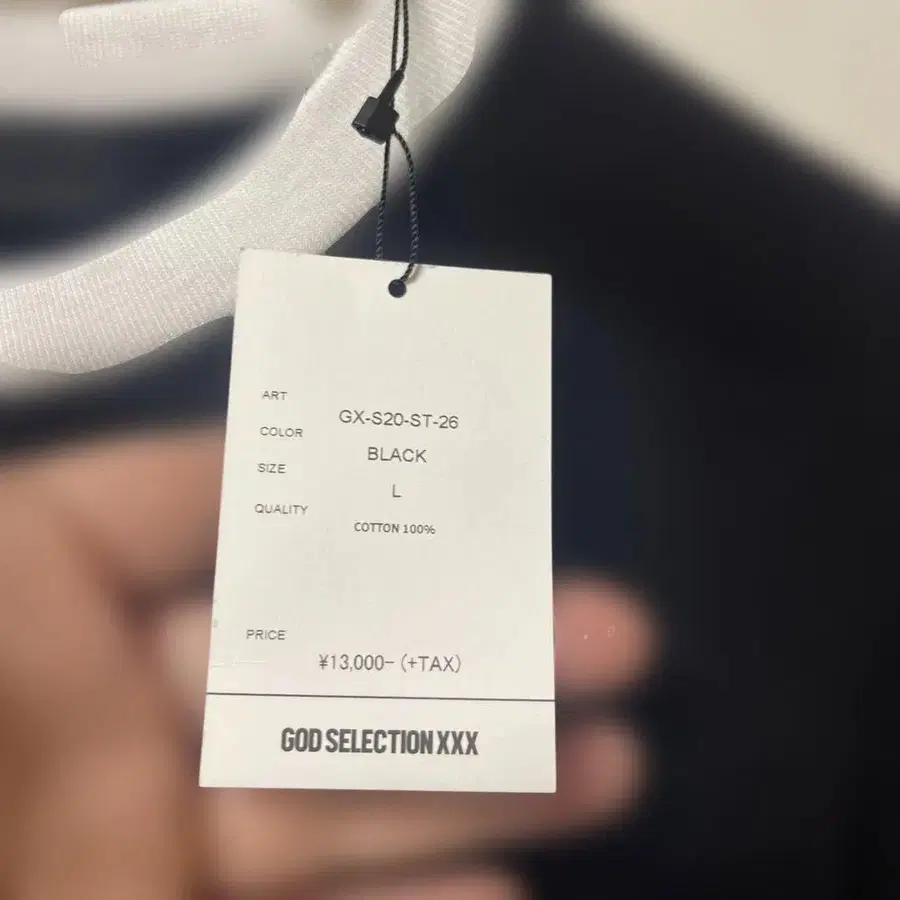 ART
GX-S20-ST-26
COLOR
BLACK
SIZE
L
QUALITY
COTTON 100%
PRICE
¥13,000- (+TAX)
GOD SELECTION XXX